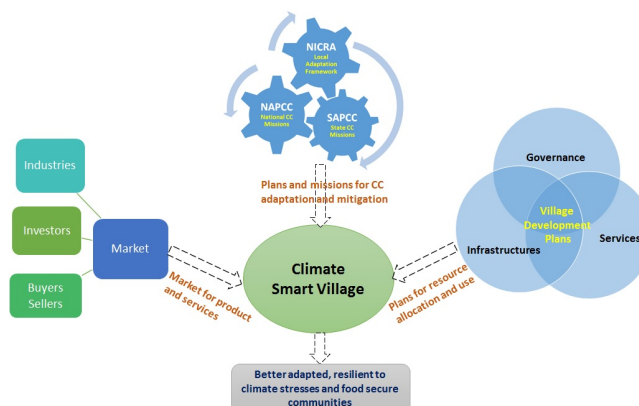 NICRA
Local
Adaptation
Framework
NAPCC
National CC
Missions
SAPCC
State CC
Missions
Plans and missions for CC
adaptation and mitigation
Industries
Investors
Buyers
Sellers
Market
Market for product
and services
Climate
Smart Village
Governance
Village
Development
Plans
Services
Infrastructures
Plans for resource
allocation and use
Better adapted, resilient to
climate stresses and food secure
communities